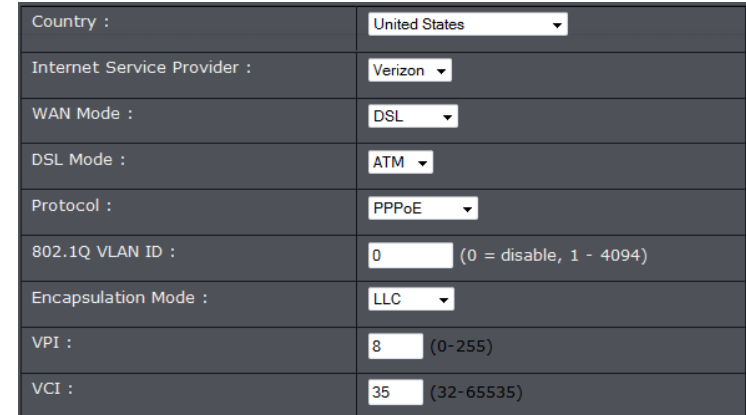 Country : United States
Internet Service Provider : Verizon
WAN Mode : DSL
DSL Mode : ATM
Protocol : PPPoE
802.1Q VLAN ID : 0 (0 = disable, 1 - 4094)
Encapsulation Mode : LLC
VPI : 8 (0-255)
VCI : 35 (32-65535)